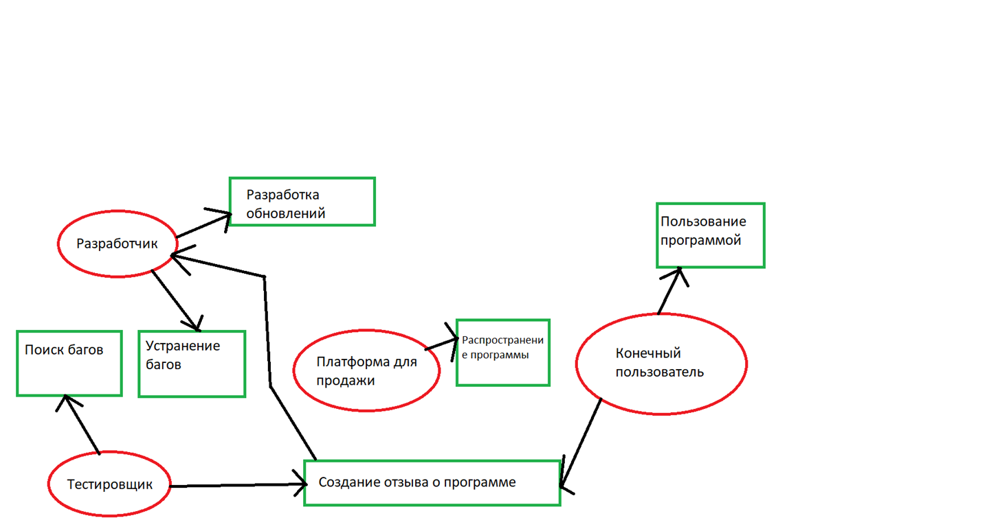 Разработка
обновлений
Разработчик
Пользование
программой
Поиск багов
Устранение
багов
Платформа для
продажи
Распространени
е программы
Конечный
пользователь
Тестировщик
Создание отзыва о программе